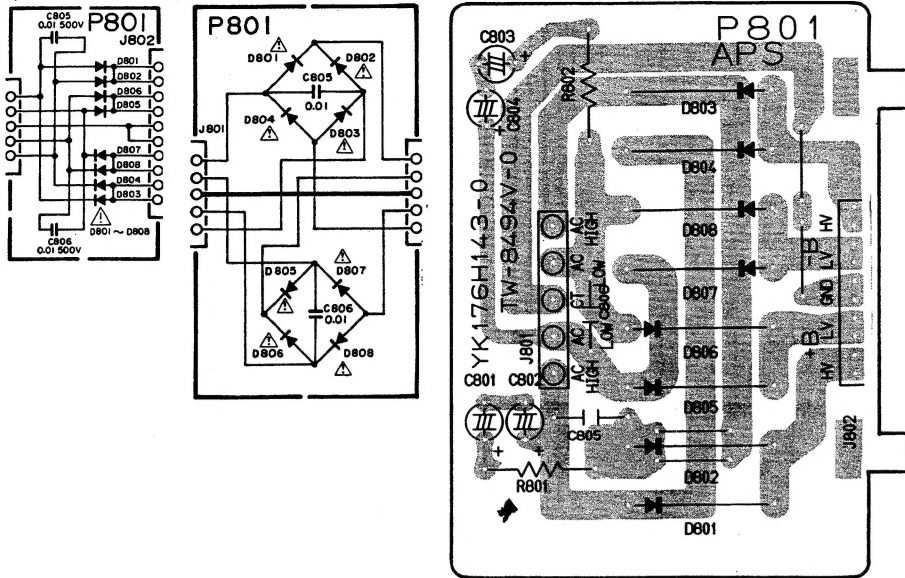 P801
C805
0.01 500V
J802
D801
D802
D806
D805
D807
D808
D804
D803
⚠
D801 ~ D808
C806
0.01 500V
P801
⚠
D801
D802
⚠
C805
0.01
J801
D804
⚠
D803
⚠
⚠
D805
D807
⚠
C806
0.01
⚠
D806
D808
⚠
P801
APS
C803
R802
C804
+
+
D803
D804
D808
D807
D806
D805
D802
D801
YK176H143-0
TW-8494V-0
J801
AC HIGH
AC LOW
CT
C806
AC LOW
AC HIGH
HV
LV
-B
GND
LV
+B
HV
J802
C801
C802
+
+
C805
R801